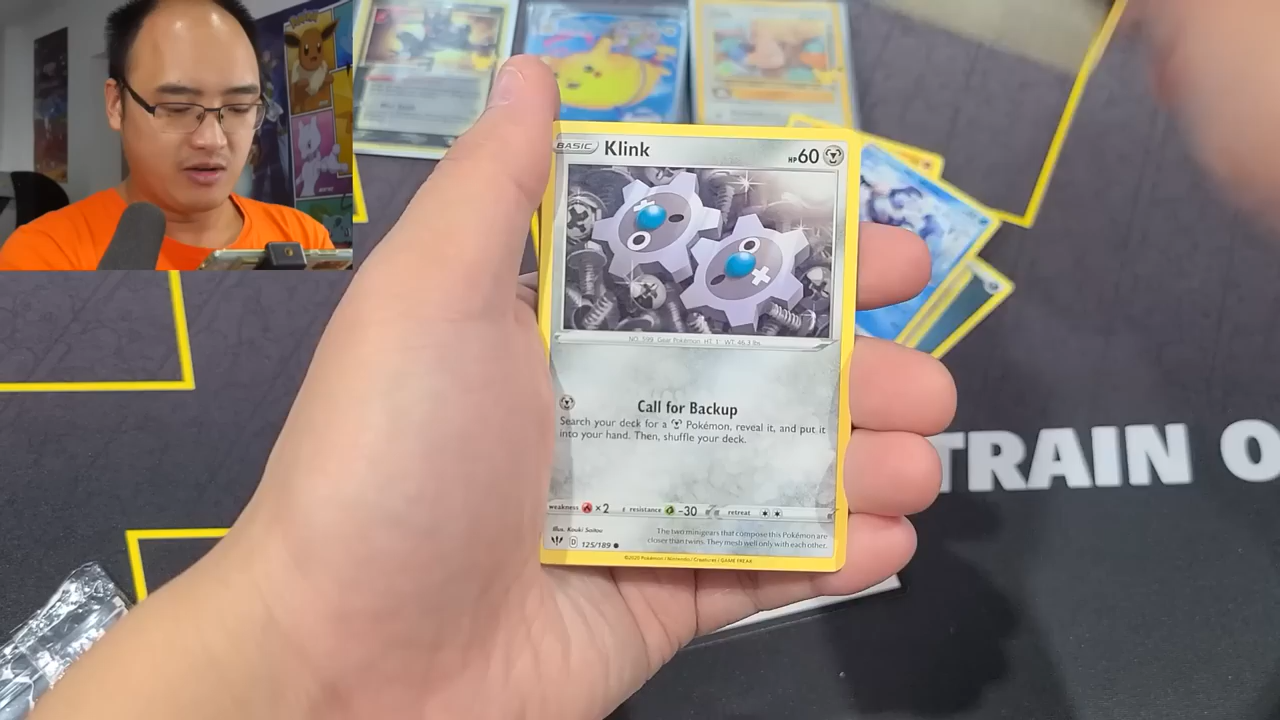 BASIC Klink HP 60
NO. 599 Gear Pokémon HT: 1' WT: 46.3 lbs.
Call for Backup
Search your deck for a Pokémon, reveal it, and put it
into your hand. Then, shuffle your deck.
weakness ×2 resistance -30 retreat
Illus. Kouki Saitou
The two minigears that compose this Pokémon are
closer than twins. They mesh well only with each other.
D 125/189
©2020 Pokémon / Nintendo / Creatures / GAME FREAK
TRAIN O